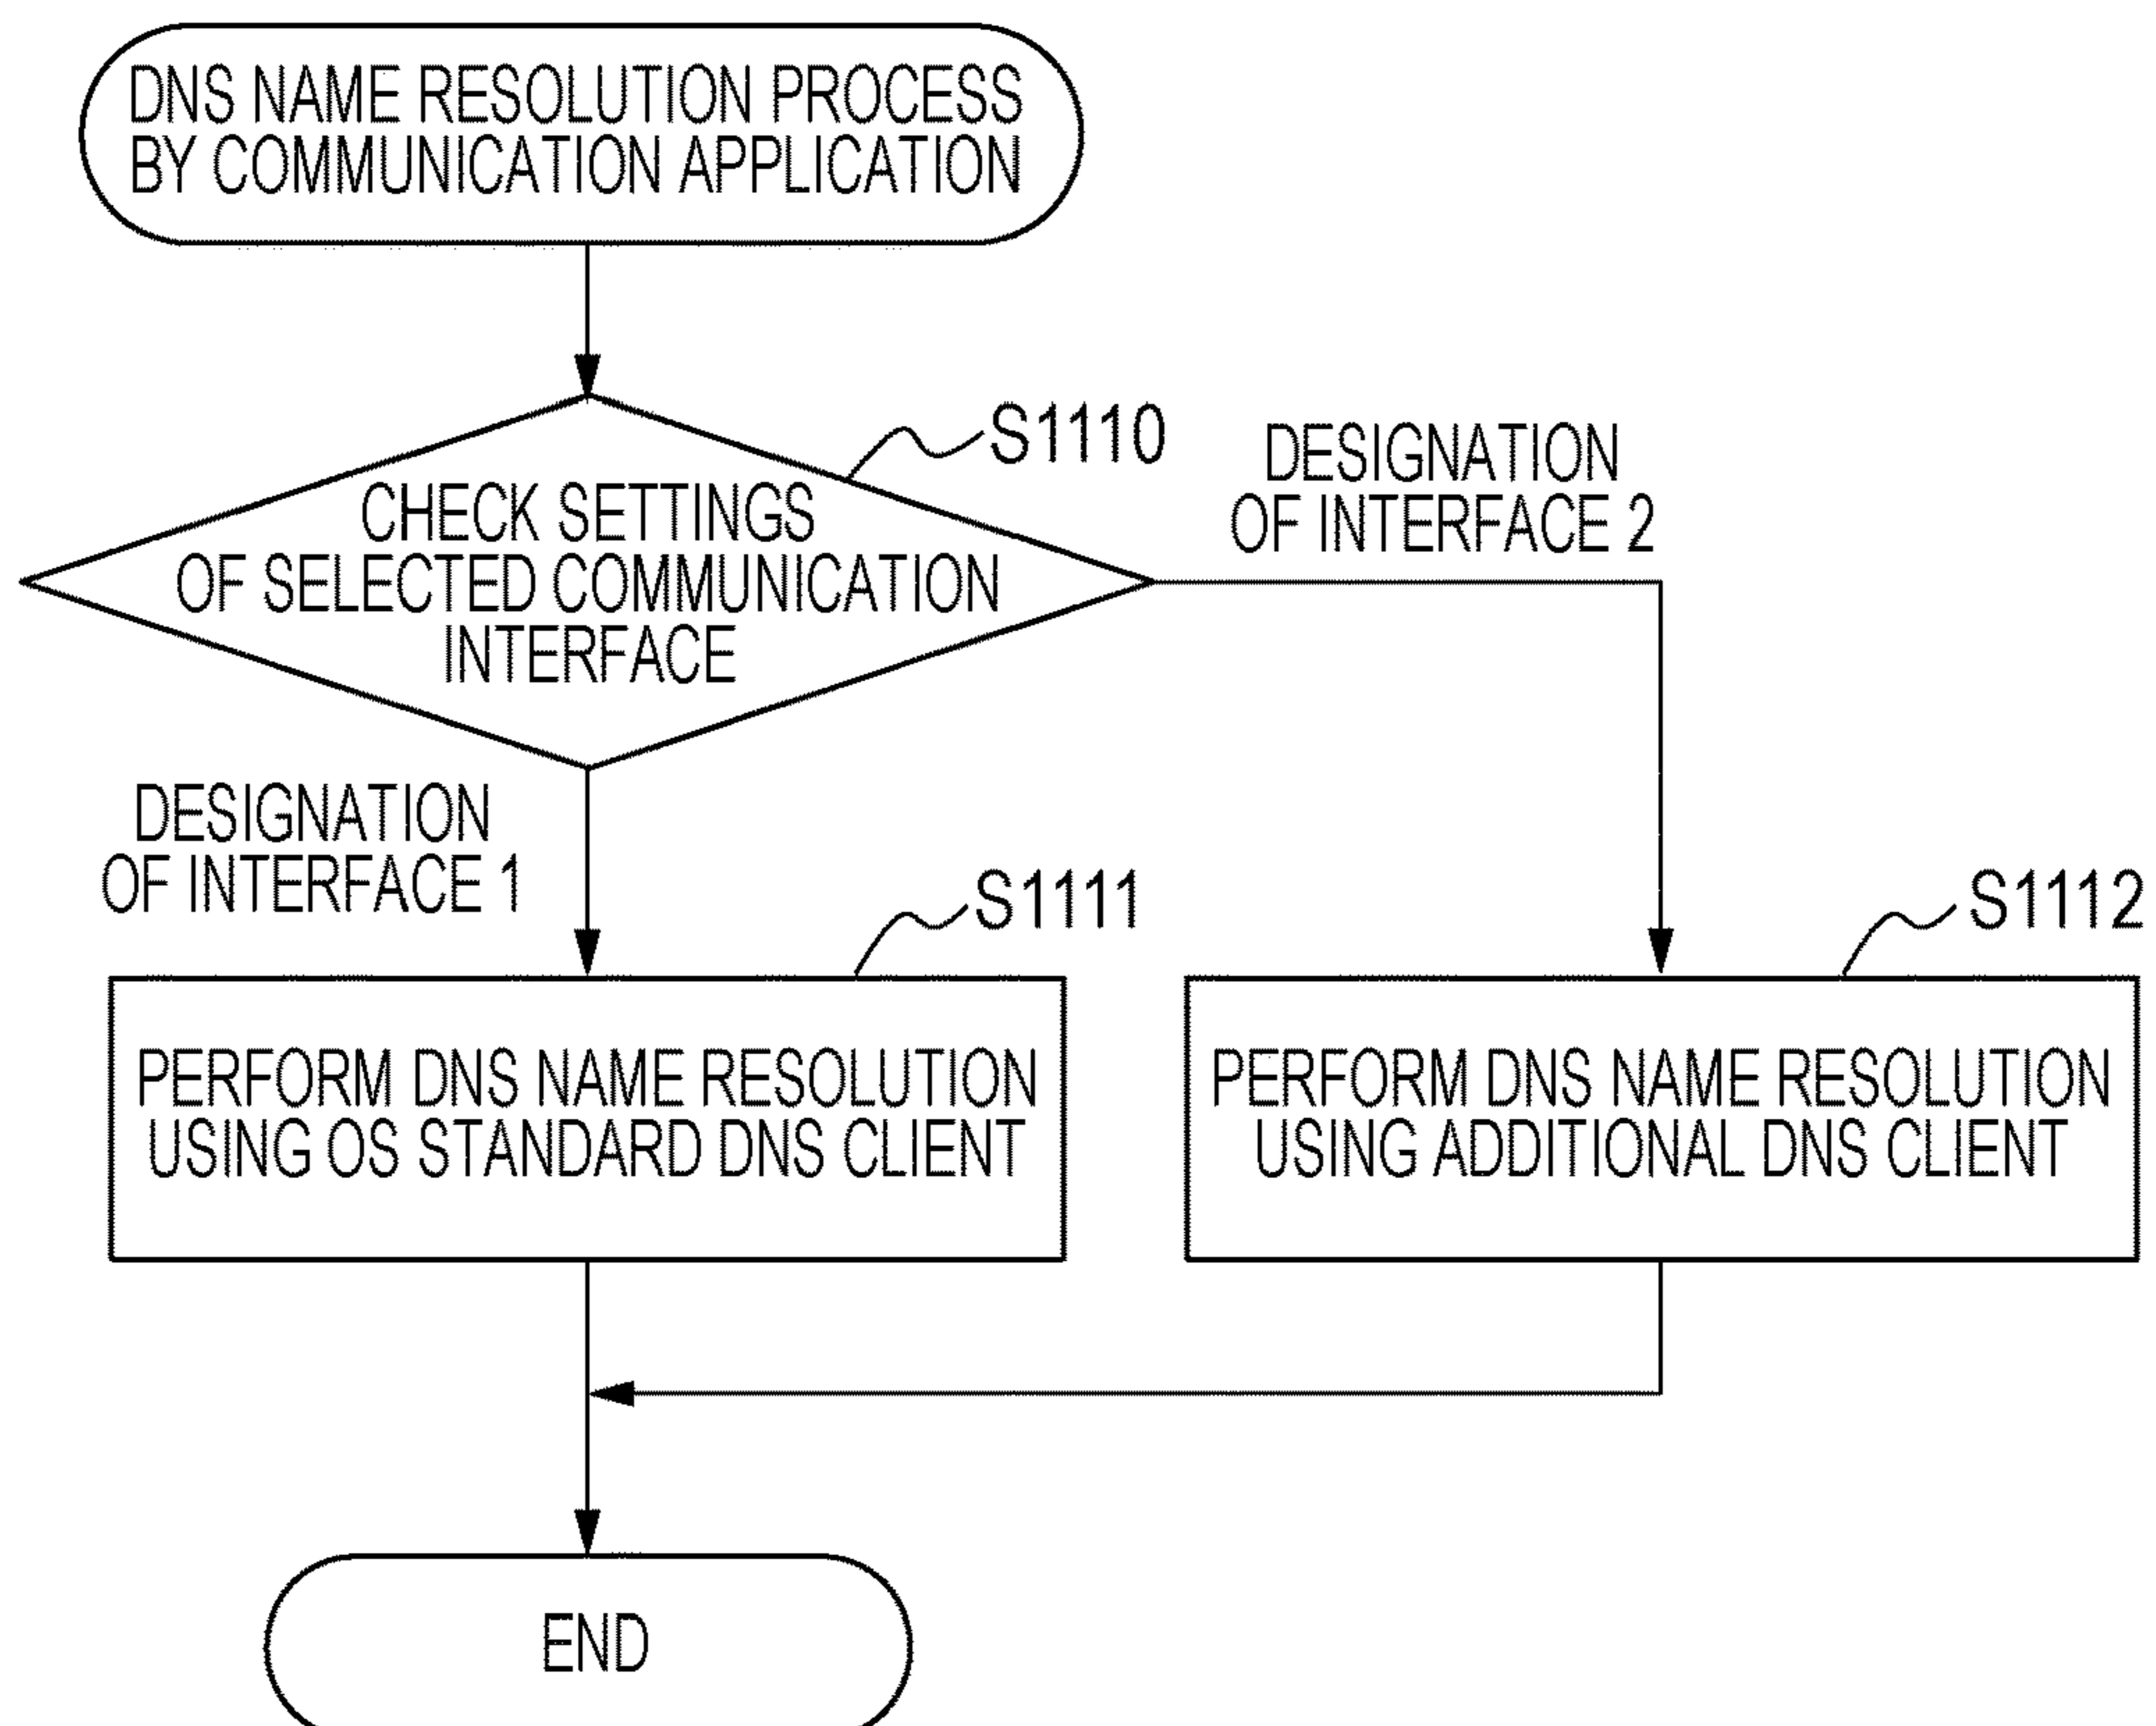 DNS NAME RESOLUTION PROCESS
BY COMMUNICATION APPLICATION
S1110
CHECK SETTINGS
OF SELECTED COMMUNICATION
INTERFACE
DESIGNATION
OF INTERFACE 2
DESIGNATION
OF INTERFACE 1
S1111
S1112
PERFORM DNS NAME RESOLUTION
USING OS STANDARD DNS CLIENT
PERFORM DNS NAME RESOLUTION
USING ADDITIONAL DNS CLIENT
END